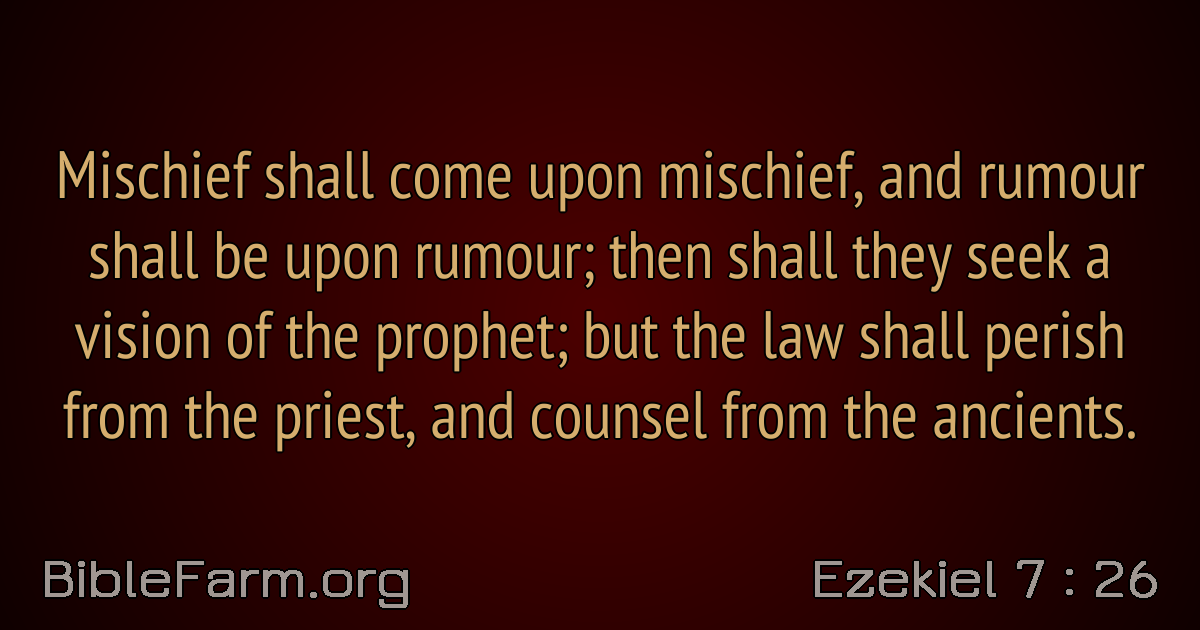 Mischief shall come upon mischief, and rumour
shall be upon rumour; then shall they seek a
vision of the prophet; but the law shall perish
from the priest, and counsel from the ancients.
BibleFarm.org
Ezekiel 7 : 26